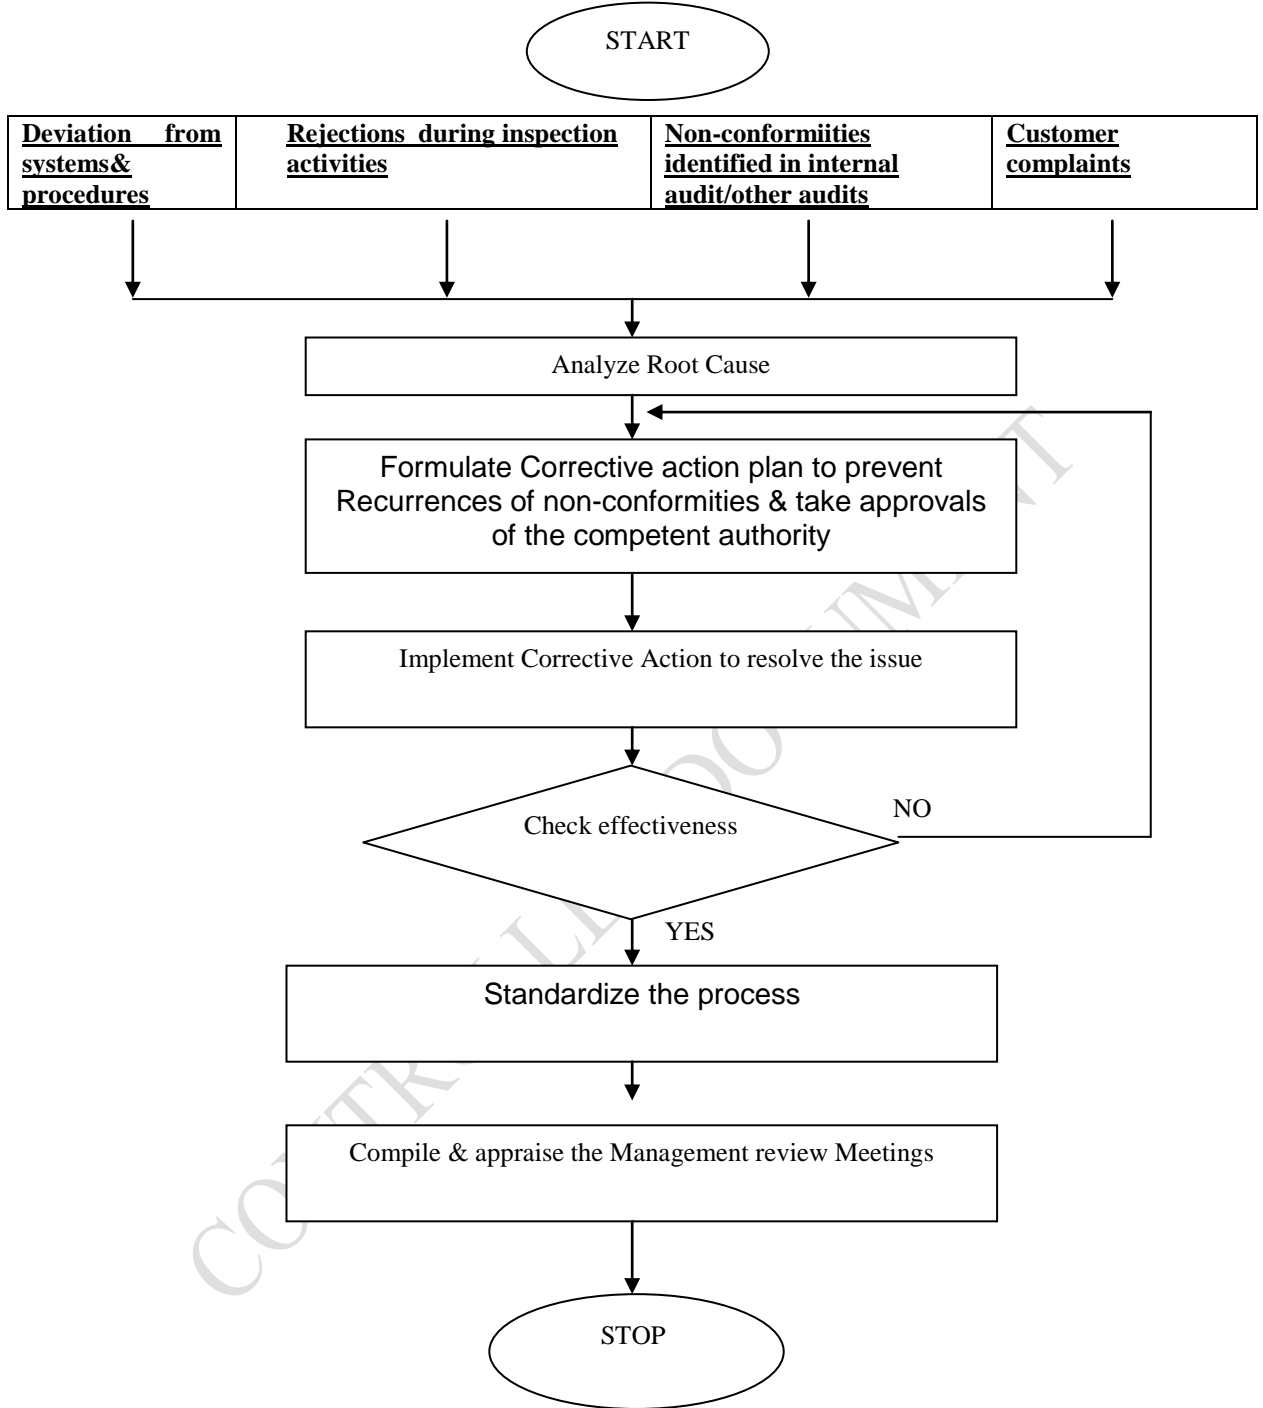 START
Deviation from
systems&
procedures
Rejections during inspection
activities
Non-conformiities
identified in internal
audit/other audits
Customer
complaints
Analyze Root Cause
Formulate Corrective action plan to prevent
Recurrences of non-conformities & take approvals
of the competent authority
Implement Corrective Action to resolve the issue
Check effectiveness
NO
YES
Standardize the process
Compile & appraise the Management review Meetings
STOP